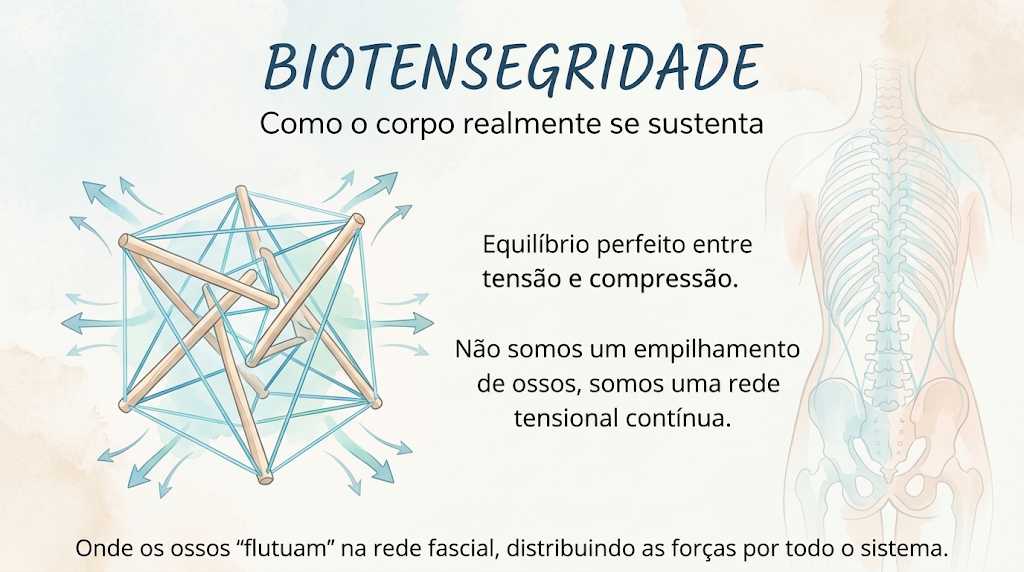 BIOTENSEGRIDADE
Como o corpo realmente se sustenta
Equilíbrio perfeito entre
tensão e compressão.
Não somos um empilhamento
de ossos, somos uma rede
tensional contínua.
Onde os ossos “flutuam” na rede fascial, distribuindo as forças por todo o sistema.